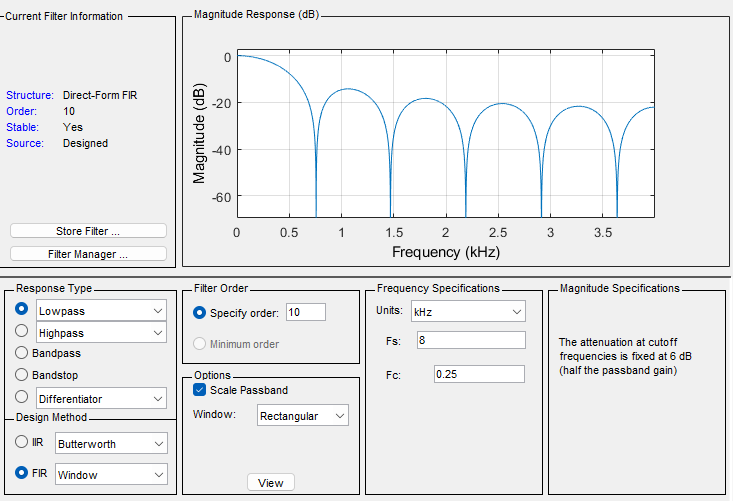 Current Filter Information
Structure: Direct-Form FIR
Order: 10
Stable: Yes
Source: Designed
Store Filter ...
Filter Manager ...
Magnitude Response (dB)
Magnitude (dB)
0
-20
-40
-60
0 0.5 1 1.5 2 2.5 3 3.5
Frequency (kHz)
Response Type
Lowpass
Highpass
Bandpass
Bandstop
Differentiator
Design Method
IIR Butterworth
FIR Window
Filter Order
Specify order: 10
Minimum order
Options
Scale Passband
Window: Rectangular
View
Frequency Specifications
Units: kHz
Fs: 8
Fc: 0.25
Magnitude Specifications
The attenuation at cutoff
frequencies is fixed at 6 dB
(half the passband gain)